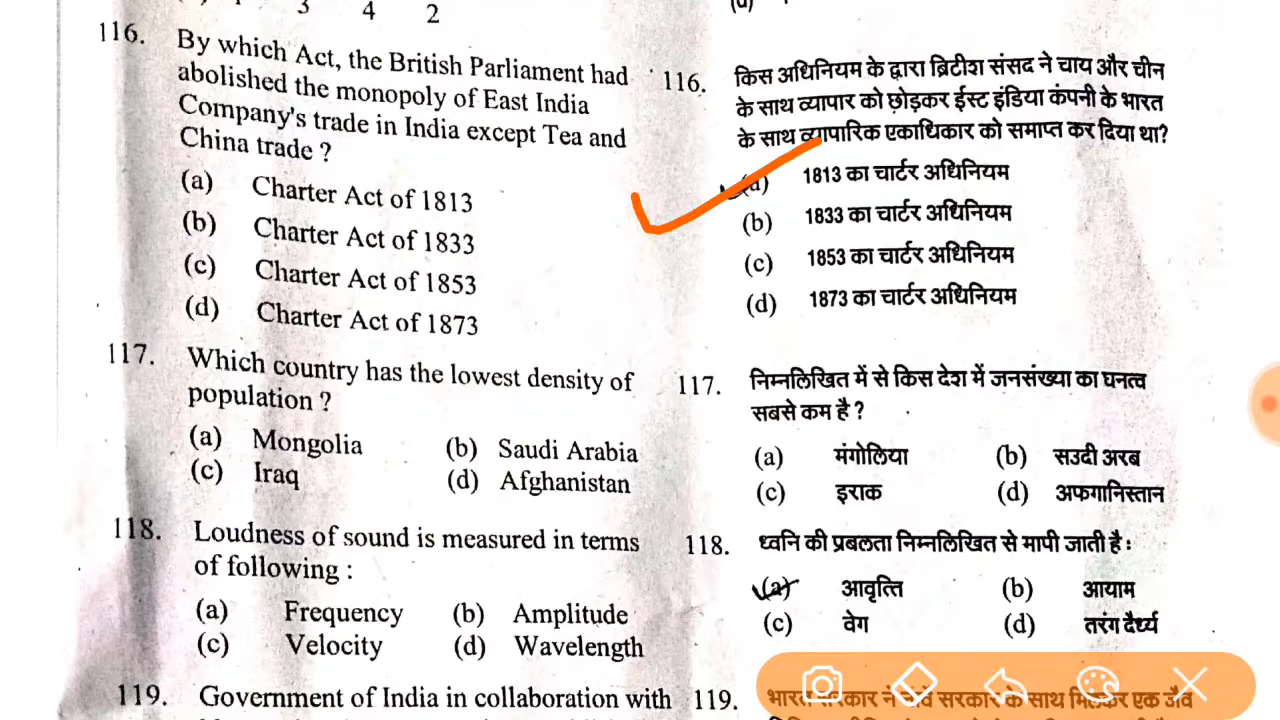 3 4 2
116. By which Act, the British Parliament had
abolished the monopoly of East India
Company's trade in India except Tea and
China trade ?
(a) Charter Act of 1813
(b) Charter Act of 1833
(c) Charter Act of 1853
(d) Charter Act of 1873
117. Which country has the lowest density of
population ?
(a) Mongolia (b) Saudi Arabia
(c) Iraq (d) Afghanistan
118. Loudness of sound is measured in terms
of following :
(a) Frequency (b) Amplitude
(c) Velocity (d) Wavelength
119. Government of India in collaboration with
(d)
116. किस अधिनियम के द्वारा ब्रिटीश संसद ने चाय और चीन
के साथ व्यापार को छोड़कर ईस्ट इंडिया कंपनी के भारत
के साथ व्यापारिक एकाधिकार को समाप्त कर दिया था?
(a) 1813 का चार्टर अधिनियम
(b) 1833 का चार्टर अधिनियम
(c) 1853 का चार्टर अधिनियम
(d) 1873 का चार्टर अधिनियम
117. निम्नलिखित में से किस देश में जनसंख्या का घनत्व
सबसे कम है ?
(a) मंगोलिया (b) सउदी अरब
(c) इराक (d) अफगानिस्तान
118. ध्वनि की प्रबलता निम्नलिखित से मापी जाती है :
(a) आवृत्ति (b) आयाम
(c) वेग (d) तरंग दैर्ध्य
119. भारत सरकार ने सरकार के साथ मिलकर एक